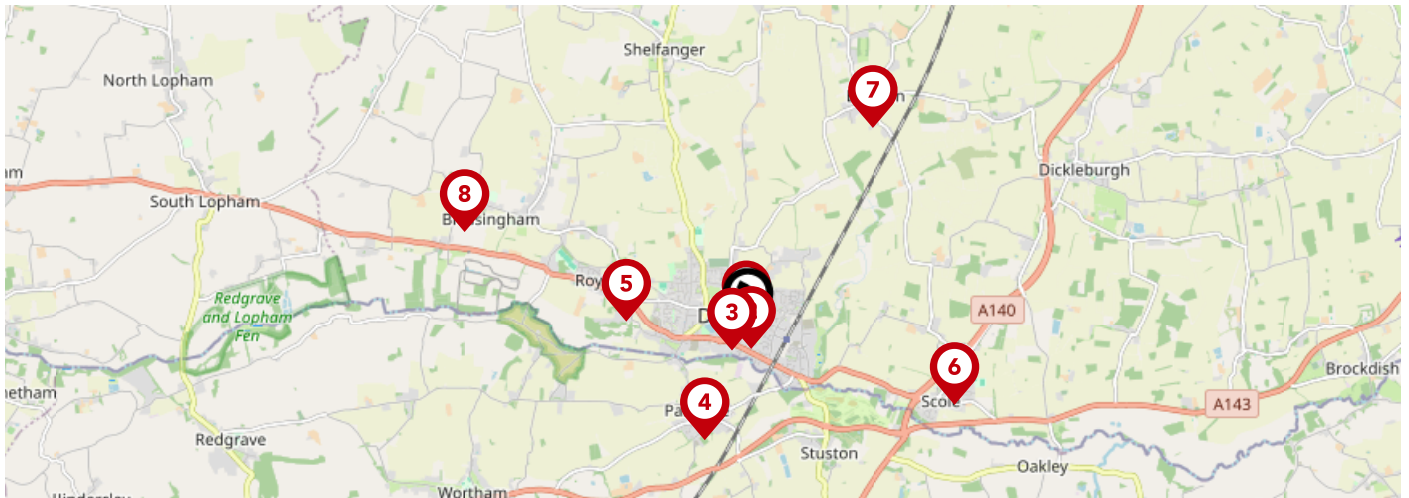 Shelfanger
North Lopham
7
Dickleburgh
8
South Lopham
Royd
5
Redgrave
and Lopham
Fen
3
A140
6
Brockdish
Scole
A143
4
Redgrave
Stuston
Oakley
Wortham